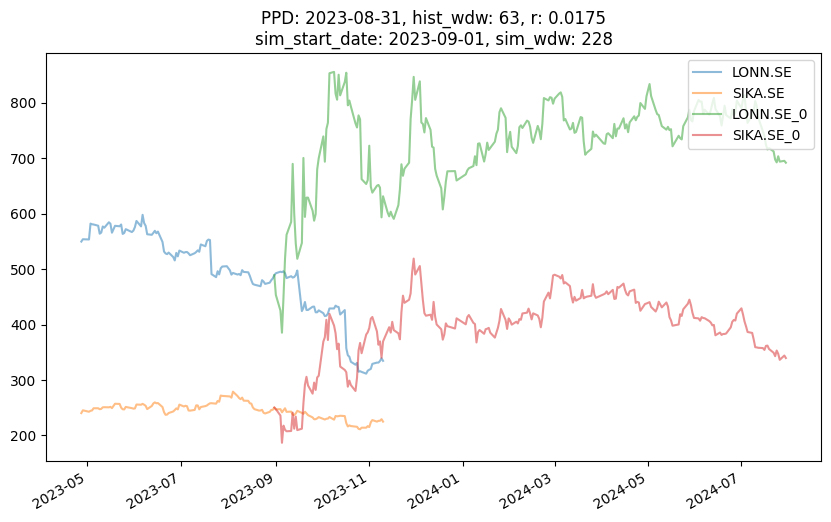 PPD: 2023-08-31, hist_wdw: 63, r: 0.0175
sim_start_date: 2023-09-01, sim_wdw: 228
LONN.SE
SIKA.SE
LONN.SE_0
SIKA.SE_0
800
700
600
500
400
300
200
2023-05
2023-07
2023-09
2023-11
2024-01
2024-03
2024-05
2024-07